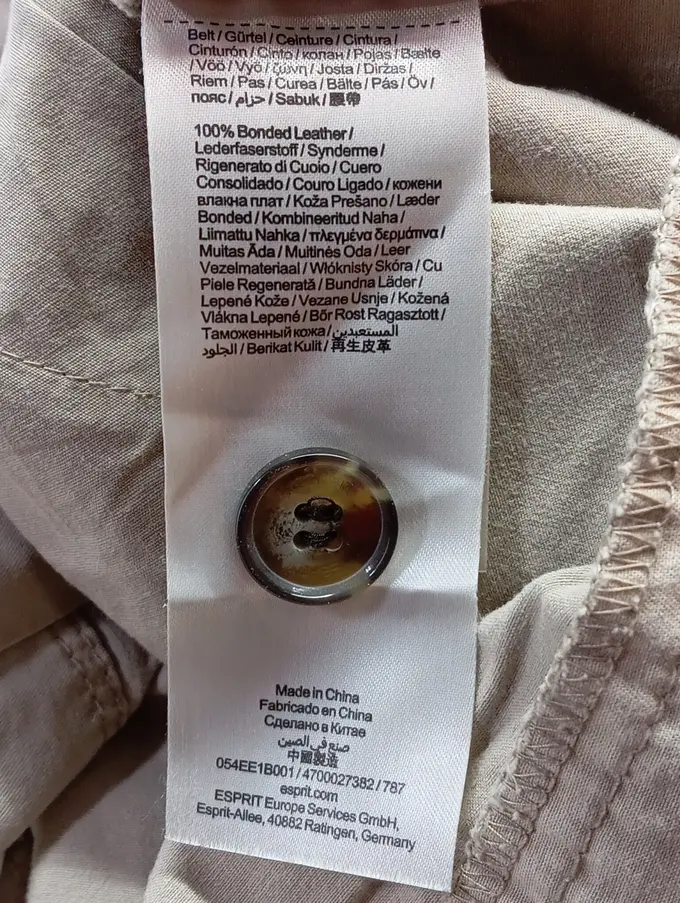 Belt / Gürtel / Ceinture / Cintura /
Cinturón / Cinto / колан / Pojas / Bælte
/ Vöö / Vyö / ζώνη / Josta / Diržas /
Riem / Pas / Curea / Bälte / Pás / Öv /
пояс / حزام / Sabuk / 腰帶
100% Bonded Leather /
Lederfaserstoff / Synderme /
Rigenerato di Cuoio / Cuero
Consolidado / Couro Ligado / кожени
влакна плат / Koža Prešano / Læder
Bonded / Kombineeritud Naha /
Liimattu Nahka / πλεγμένα δερμάτινα /
Muitas Āda / Muitinės Oda / Leer
Vezelmateriaal / Włóknisty Skóra / Cu
Piele Regenerată / Bundna Läder /
Lepené Kože / Vezane Usnje / Kožená
Vlákna Lepené / Bőr Rost Ragasztott /
Таможенный кожа / المستعبدين
الجلود / Berikat Kulit / 再生皮革
Made in China
Fabricado en China
Сделано в Китае
صنع في الصين
中國製造
054EE1B001 / 4700027382 / 787
esprit.com
ESPRIT Europe Services GmbH,
Esprit-Allee, 40882 Ratingen, Germany